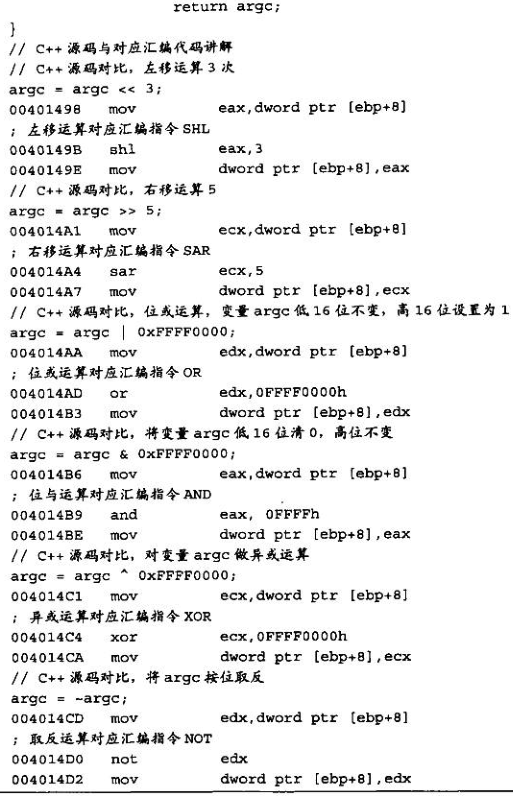 return argc;
}
// C++ 源码与对应汇编代码讲解
// C++ 源码对比，左移运算 3 次
argc = argc << 3;
00401498 mov eax,dword ptr [ebp+8]
; 左移运算对应汇编指令 SHL
0040149B shl eax,3
0040149E mov dword ptr [ebp+8],eax
// C++ 源码对比，右移运算 5
argc = argc >> 5;
004014A1 mov ecx,dword ptr [ebp+8]
; 右移运算对应汇编指令 SAR
004014A4 sar ecx,5
004014A7 mov dword ptr [ebp+8],ecx
// C++ 源码对比，位或运算，变量 argc 低 16 位不变，高 16 位设置为 1
argc = argc | 0xFFFF0000;
004014AA mov edx,dword ptr [ebp+8]
; 位或运算对应汇编指令 OR
004014AD or edx,0FFFF0000h
004014B3 mov dword ptr [ebp+8],edx
// C++ 源码对比，将变量 argc 低 16 位清 0，高位不变
argc = argc & 0xFFFF0000;
004014B6 mov eax,dword ptr [ebp+8]
; 位与运算对应汇编指令 AND
004014B9 and eax, 0FFFFh
004014BE mov dword ptr [ebp+8],eax
// C++ 源码对比，对变量 argc 做异或运算
argc = argc ^ 0xFFFF0000;
004014C1 mov ecx,dword ptr [ebp+8]
; 异或运算对应汇编指令 XOR
004014C4 xor ecx,0FFFF0000h
004014CA mov dword ptr [ebp+8],ecx
// C++ 源码对比，将 argc 按位取反
argc = ~argc;
004014CD mov edx,dword ptr [ebp+8]
; 取反运算对应汇编指令 NOT
004014D0 not edx
004014D2 mov dword ptr [ebp+8],edx